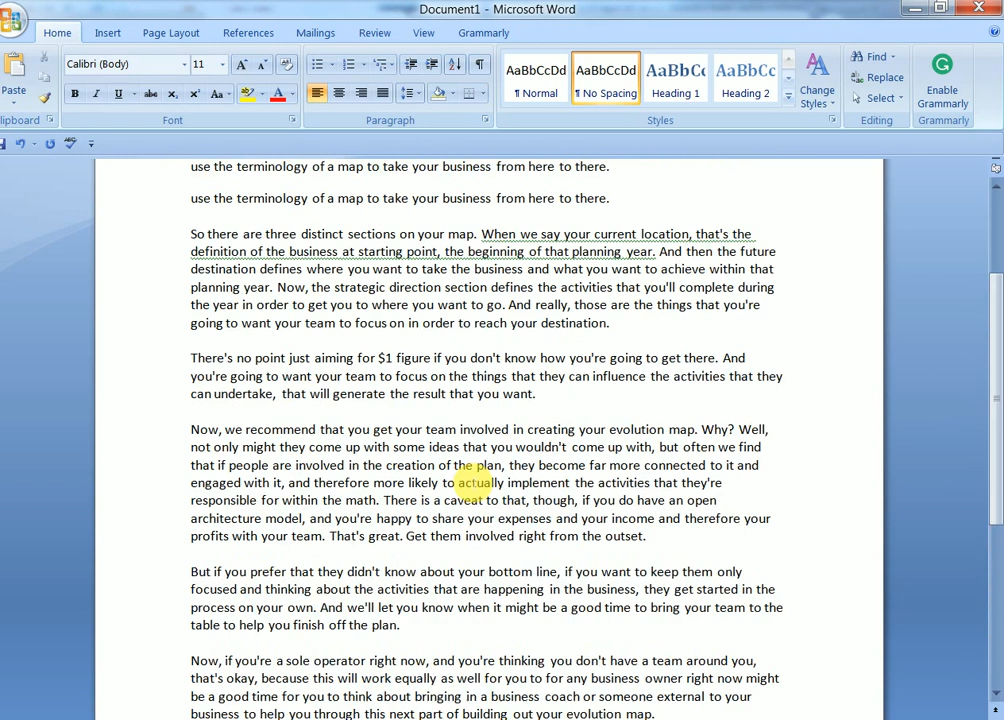 Document1 - Microsoft Word
Home Insert Page Layout References Mailings Review View Grammarly
Calibri (Body) 11
AaBbCcDd AaBbCcDd AaBbCc AaBbCc
Find
Replace
Select
Paste
B I U abc x₂ x² Aa A
¶ Normal ¶ No Spacing Heading 1 Heading 2
Change Styles
Enable Grammarly
lipboard Font Paragraph Styles Editing Grammarly
use the terminology of a map to take your business from here to there.
use the terminology of a map to take your business from here to there.
So there are three distinct sections on your map. When we say your current location, that's the
definition of the business at starting point, the beginning of that planning year. And then the future
destination defines where you want to take the business and what you want to achieve within that
planning year. Now, the strategic direction section defines the activities that you'll complete during
the year in order to get you to where you want to go. And really, those are the things that you're
going to want your team to focus on in order to reach your destination.
There's no point just aiming for $1 figure if you don't know how you're going to get there. And
you're going to want your team to focus on the things that they can influence the activities that they
can undertake, that will generate the result that you want.
Now, we recommend that you get your team involved in creating your evolution map. Why? Well,
not only might they come up with some ideas that you wouldn't come up with, but often we find
that if people are involved in the creation of the plan, they become far more connected to it and
engaged with it, and therefore more likely to actually implement the activities that they're
responsible for within the math. There is a caveat to that, though, if you do have an open
architecture model, and you're happy to share your expenses and your income and therefore your
profits with your team. That's great. Get them involved right from the outset.
But if you prefer that they didn't know about your bottom line, if you want to keep them only
focused and thinking about the activities that are happening in the business, they get started in the
process on your own. And we'll let you know when it might be a good time to bring your team to the
table to help you finish off the plan.
Now, if you're a sole operator right now, and you're thinking you don't have a team around you,
that's okay, because this will work equally as well for you to for any business owner right now might
be a good time for you to think about bringing in a business coach or someone external to your
business to help you through this next part of building out your evolution map.